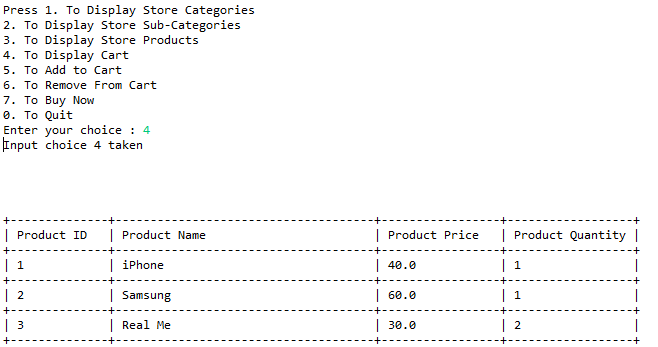 Press 1. To Display Store Categories
2. To Display Store Sub-Categories
3. To Display Store Products
4. To Display Cart
5. To Add to Cart
6. To Remove From Cart
7. To Buy Now
0. To Quit
Enter your choice : 4
Input choice 4 taken
+--------------+-------------------------------------+-----------------+------------------+
| Product ID | Product Name | Product Price | Product Quantity |
+--------------+-------------------------------------+-----------------+------------------+
| 1 | iPhone | 40.0 | 1 |
+--------------+-------------------------------------+-----------------+------------------+
| 2 | Samsung | 60.0 | 1 |
+--------------+-------------------------------------+-----------------+------------------+
| 3 | Real Me | 30.0 | 2 |
+--------------+-------------------------------------+-----------------+------------------+